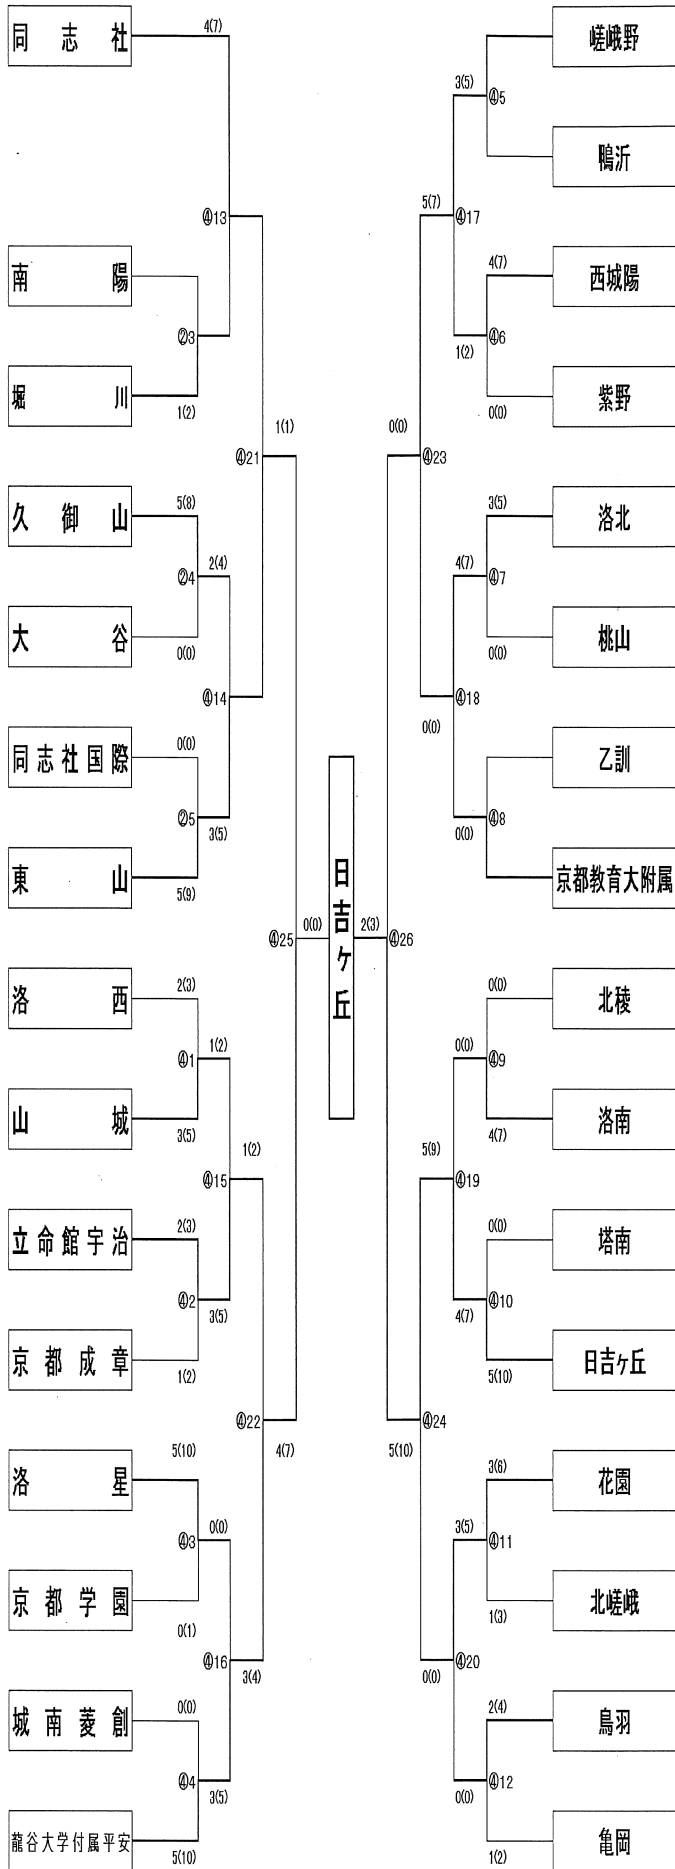 同志社
4(7)
④13
南陽
②3
堀川
1(2)
④21
1(1)
久御山
5(8)
②4
2(4)
大谷
0(0)
④14
同志社国際
0(0)
②5
3(5)
東山
5(9)
④25
0(0)
洛西
2(3)
④1
1(2)
山城
3(5)
④15
1(2)
立命館宇治
2(3)
④2
3(5)
京都成章
1(2)
④22
4(7)
洛星
5(10)
④3
0(0)
京都学園
0(1)
④16
3(4)
城南菱創
0(0)
④4
3(5)
龍谷大学付属平安
5(10)
日吉ヶ丘
2(3)
④26
嵯峨野
3(5)
④5
鴨沂
5(7)
④17
西城陽
4(7)
④6
1(2)
紫野
0(0)
0(0)
④23
洛北
3(5)
4(7)
④7
桃山
0(0)
④18
0(0)
乙訓
④8
0(0)
京都教育大附属
北稜
0(0)
0(0)
④9
洛南
4(7)
5(9)
④19
塔南
0(0)
④10
4(7)
日吉ヶ丘
5(10)
④24
5(10)
花園
3(6)
3(5)
④11
北嵯峨
1(3)
④20
0(0)
鳥羽
2(4)
④12
0(0)
亀岡
1(2)